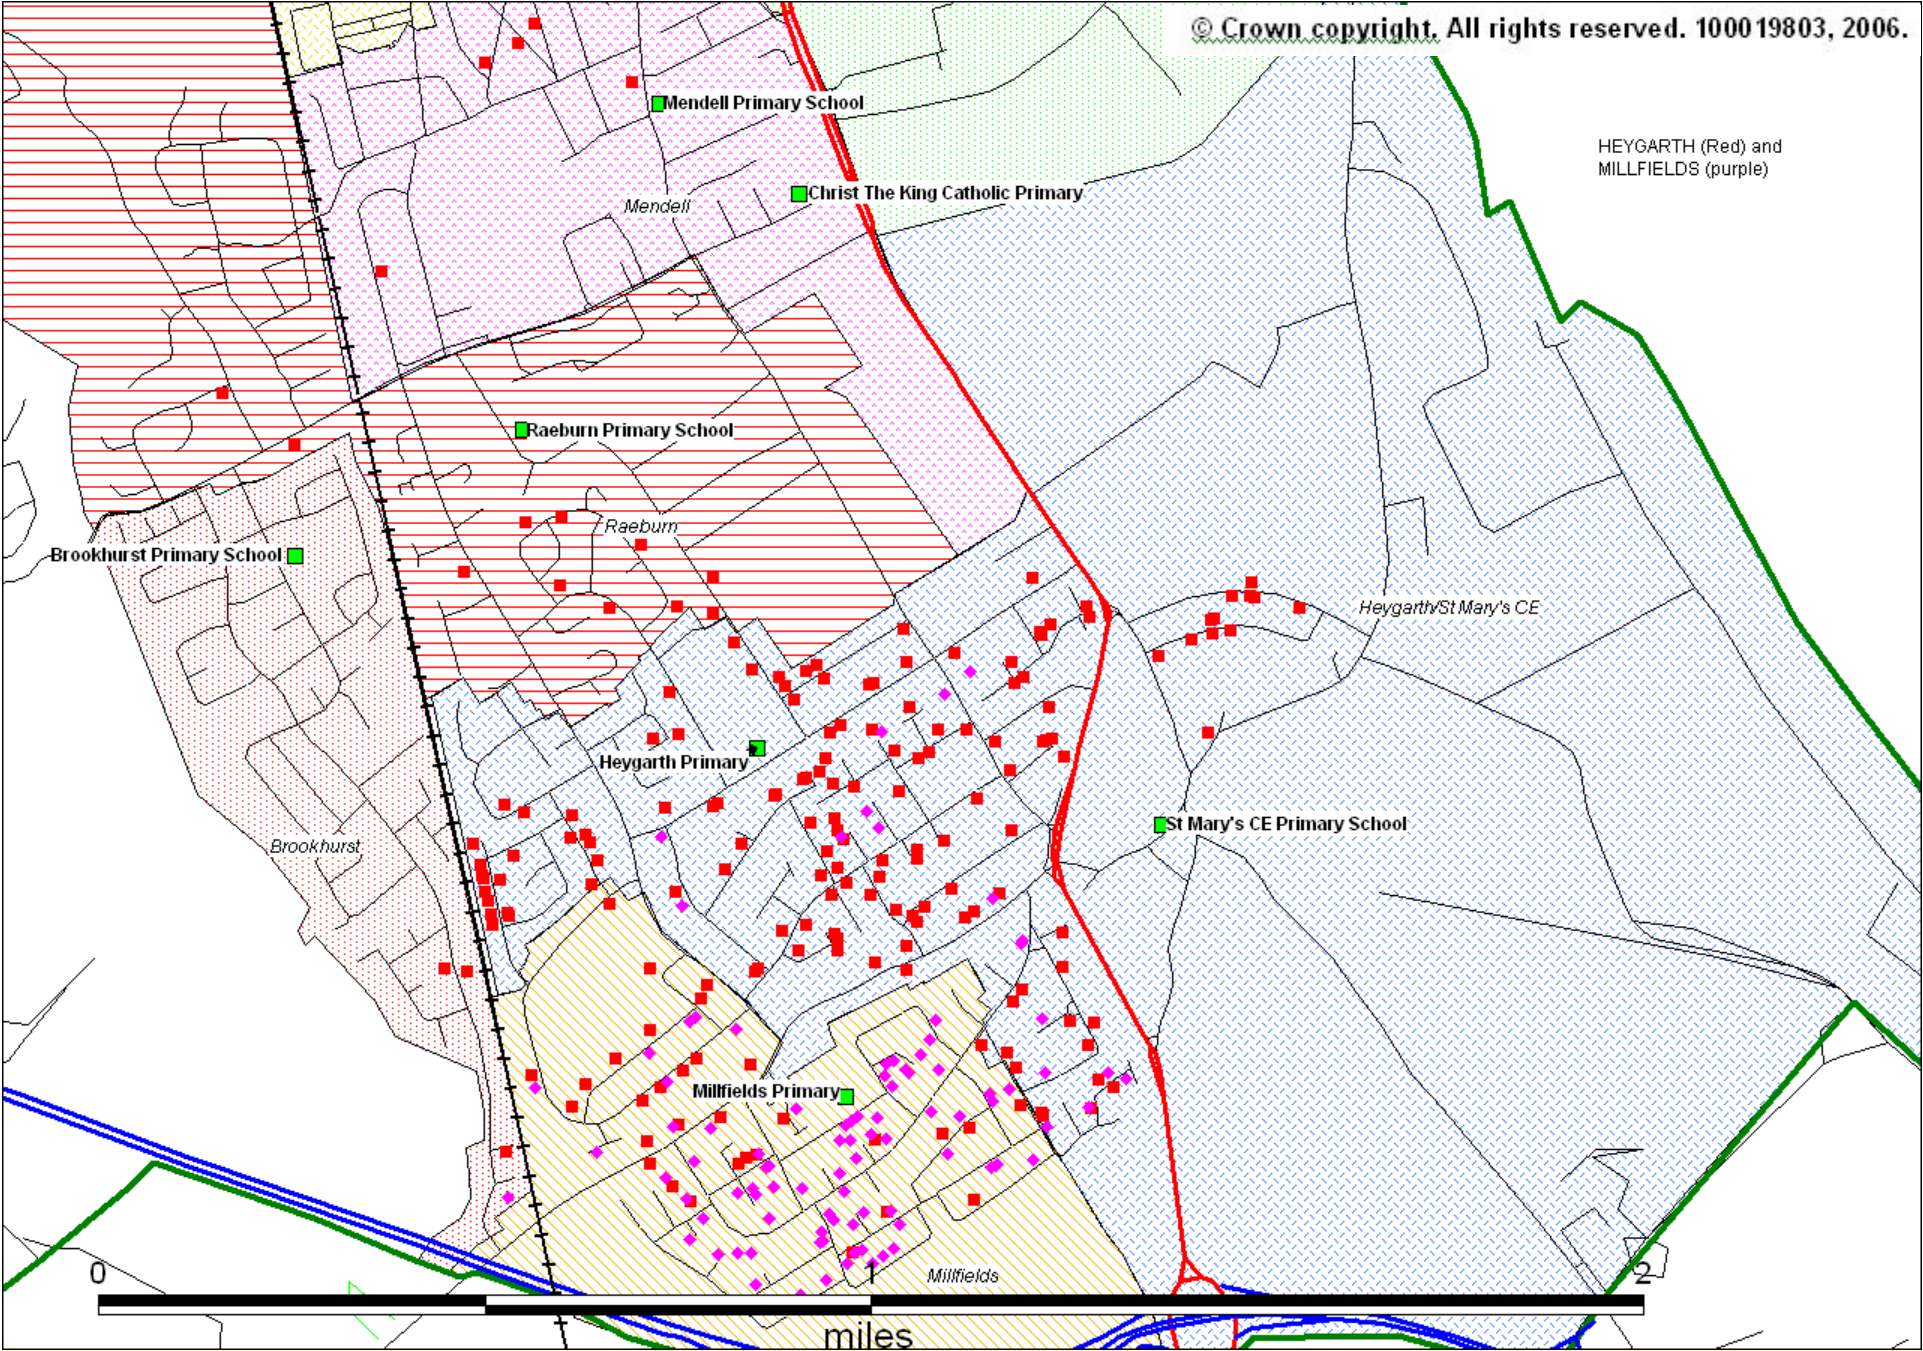 © Crown copyright. All rights reserved. 100019803, 2006.
Mendell Primary School
HEYGARTH (Red) and
MILLFIELDS (purple)
Christ The King Catholic Primary
Mendell
Raeburn Primary School
Raeburn
Brookhurst Primary School
Heygarth/St Mary's CE
Heygarth Primary
St Mary's CE Primary School
Brookhurst
Millfields Primary
Millfields
0
1
2
miles